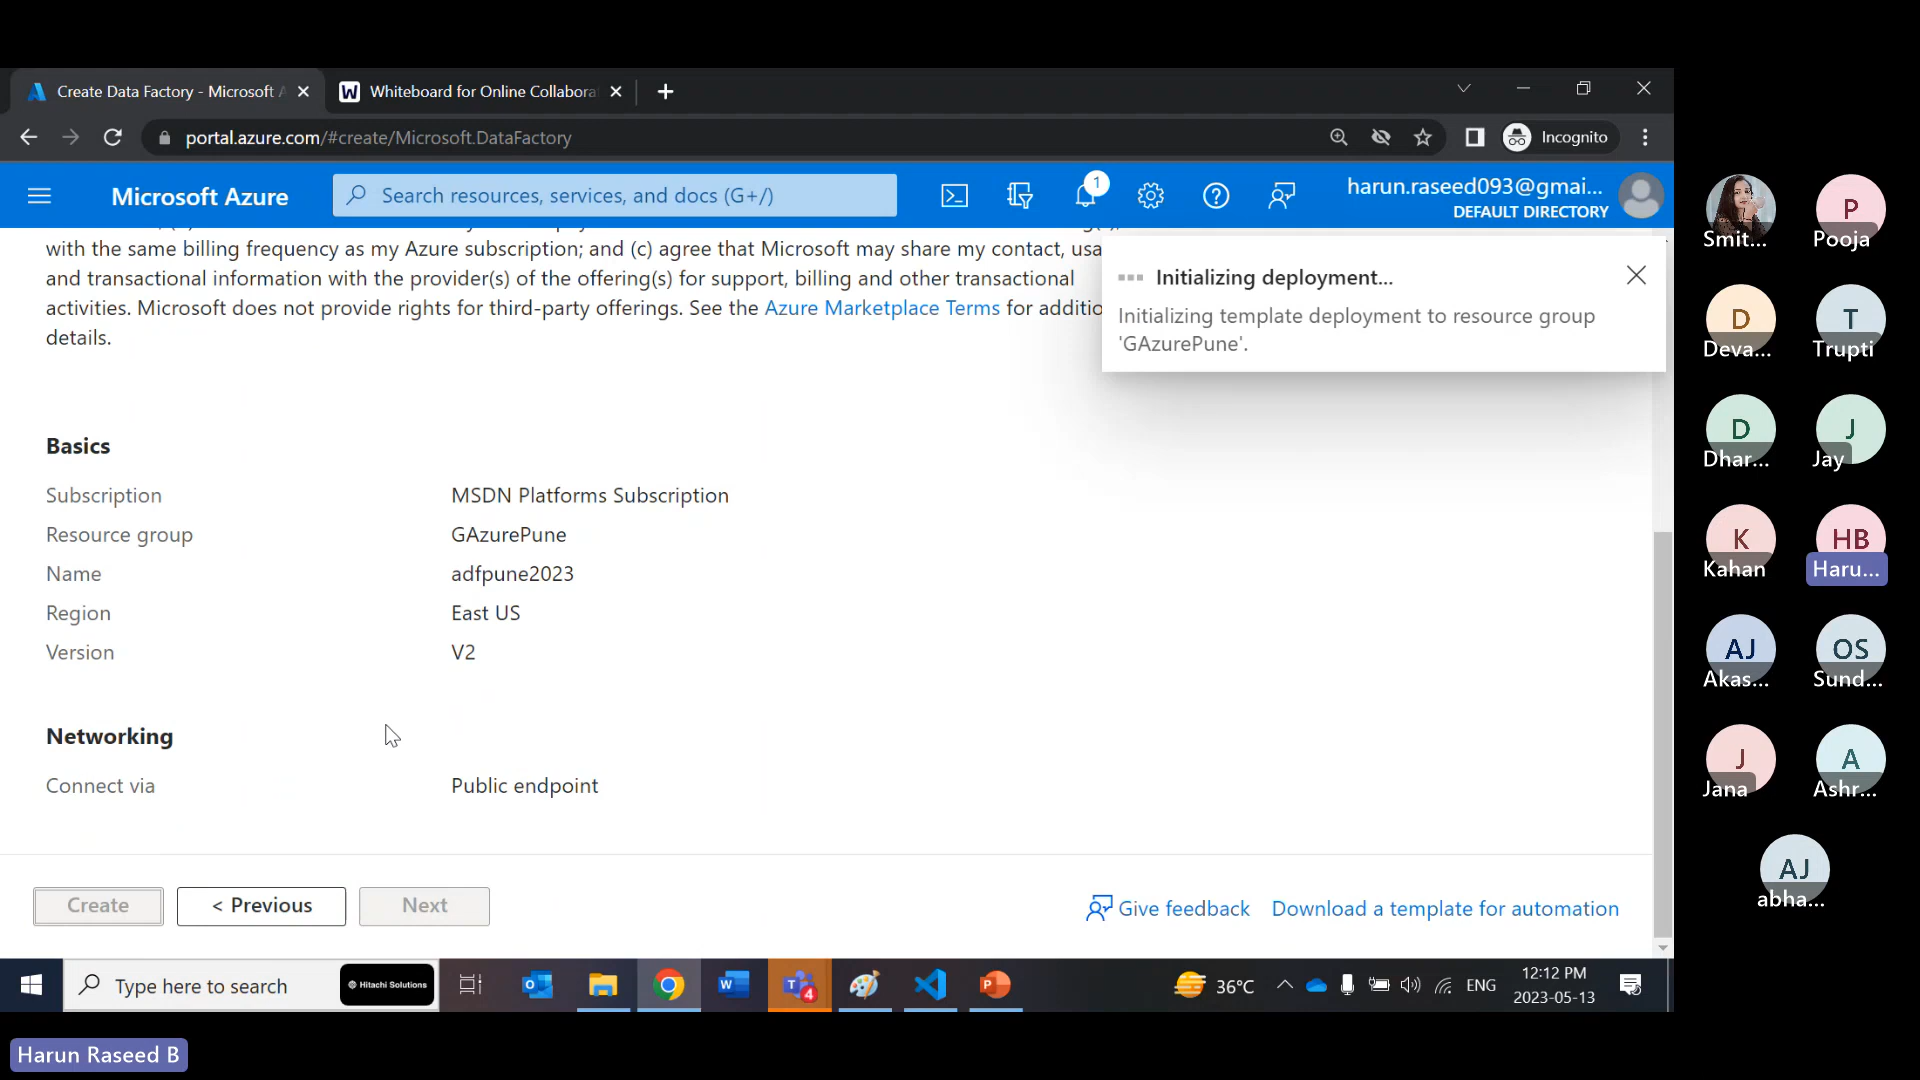 Create Data Factory - Microsoft A
Whiteboard for Online Collabora
portal.azure.com/#create/Microsoft.DataFactory
Incognito
Microsoft Azure
Search resources, services, and docs (G+/)
1
harun.raseed093@gmai...
DEFAULT DIRECTORY
with the same billing frequency as my Azure subscription; and (c) agree that Microsoft may share my contact, usa
and transactional information with the provider(s) of the offering(s) for support, billing and other transactional
activities. Microsoft does not provide rights for third-party offerings. See the Azure Marketplace Terms for additio
details.
Initializing deployment...
Initializing template deployment to resource group
'GAzurePune'.
Basics
Subscription MSDN Platforms Subscription
Resource group GAzurePune
Name adfpune2023
Region East US
Version V2
Networking
Connect via Public endpoint
Create
< Previous
Next
Give feedback
Download a template for automation
Type here to search
Hitachi Solutions
4
36°C
ENG
12:12 PM
2023-05-13
Smit...
P
Pooja
D
Deva...
T
Trupti
D
Dhar...
J
Jay
K
Kahan
HB
Haru...
AJ
Akas...
OS
Sund...
J
Jana
A
Ashr...
AJ
abha...
Harun Raseed B